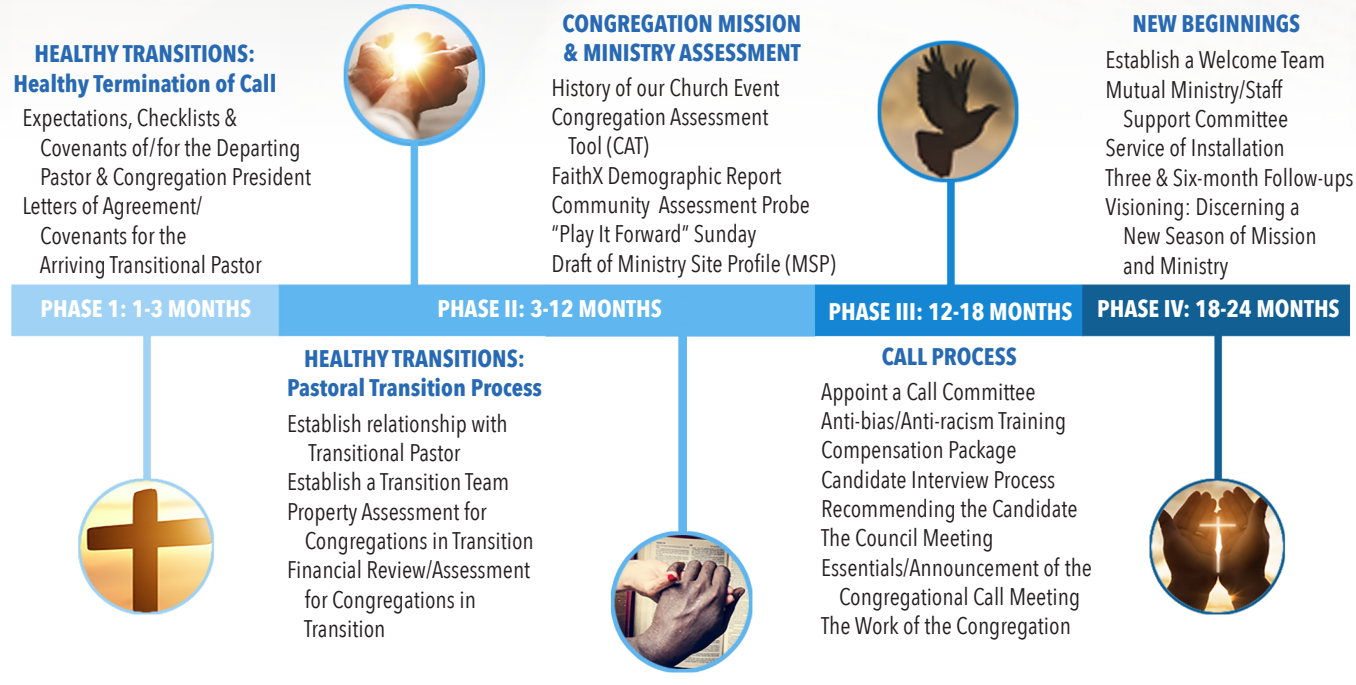 HEALTHY TRANSITIONS:
Healthy Termination of Call
Expectations, Checklists &
Covenants of/for the Departing
Pastor & Congregation President
Letters of Agreement/
Covenants for the
Arriving Transitional Pastor
PHASE 1: 1-3 MONTHS
HEALTHY TRANSITIONS:
Pastoral Transition Process
Establish relationship with
Transitional Pastor
Establish a Transition Team
Property Assessment for
Congregations in Transition
Financial Review/Assessment
for Congregations in
Transition
PHASE II: 3-12 MONTHS
CONGREGATION MISSION
& MINISTRY ASSESSMENT
History of our Church Event
Congregation Assessment
Tool (CAT)
FaithX Demographic Report
Community Assessment Probe
“Play It Forward” Sunday
Draft of Ministry Site Profile (MSP)
PHASE III: 12-18 MONTHS
CALL PROCESS
Appoint a Call Committee
Anti-bias/Anti-racism Training
Compensation Package
Candidate Interview Process
Recommending the Candidate
The Council Meeting
Essentials/Announcement of the
Congregational Call Meeting
The Work of the Congregation
NEW BEGINNINGS
Establish a Welcome Team
Mutual Ministry/Staff
Support Committee
Service of Installation
Three & Six-month Follow-ups
Visioning: Discerning a
New Season of Mission
and Ministry
PHASE IV: 18-24 MONTHS